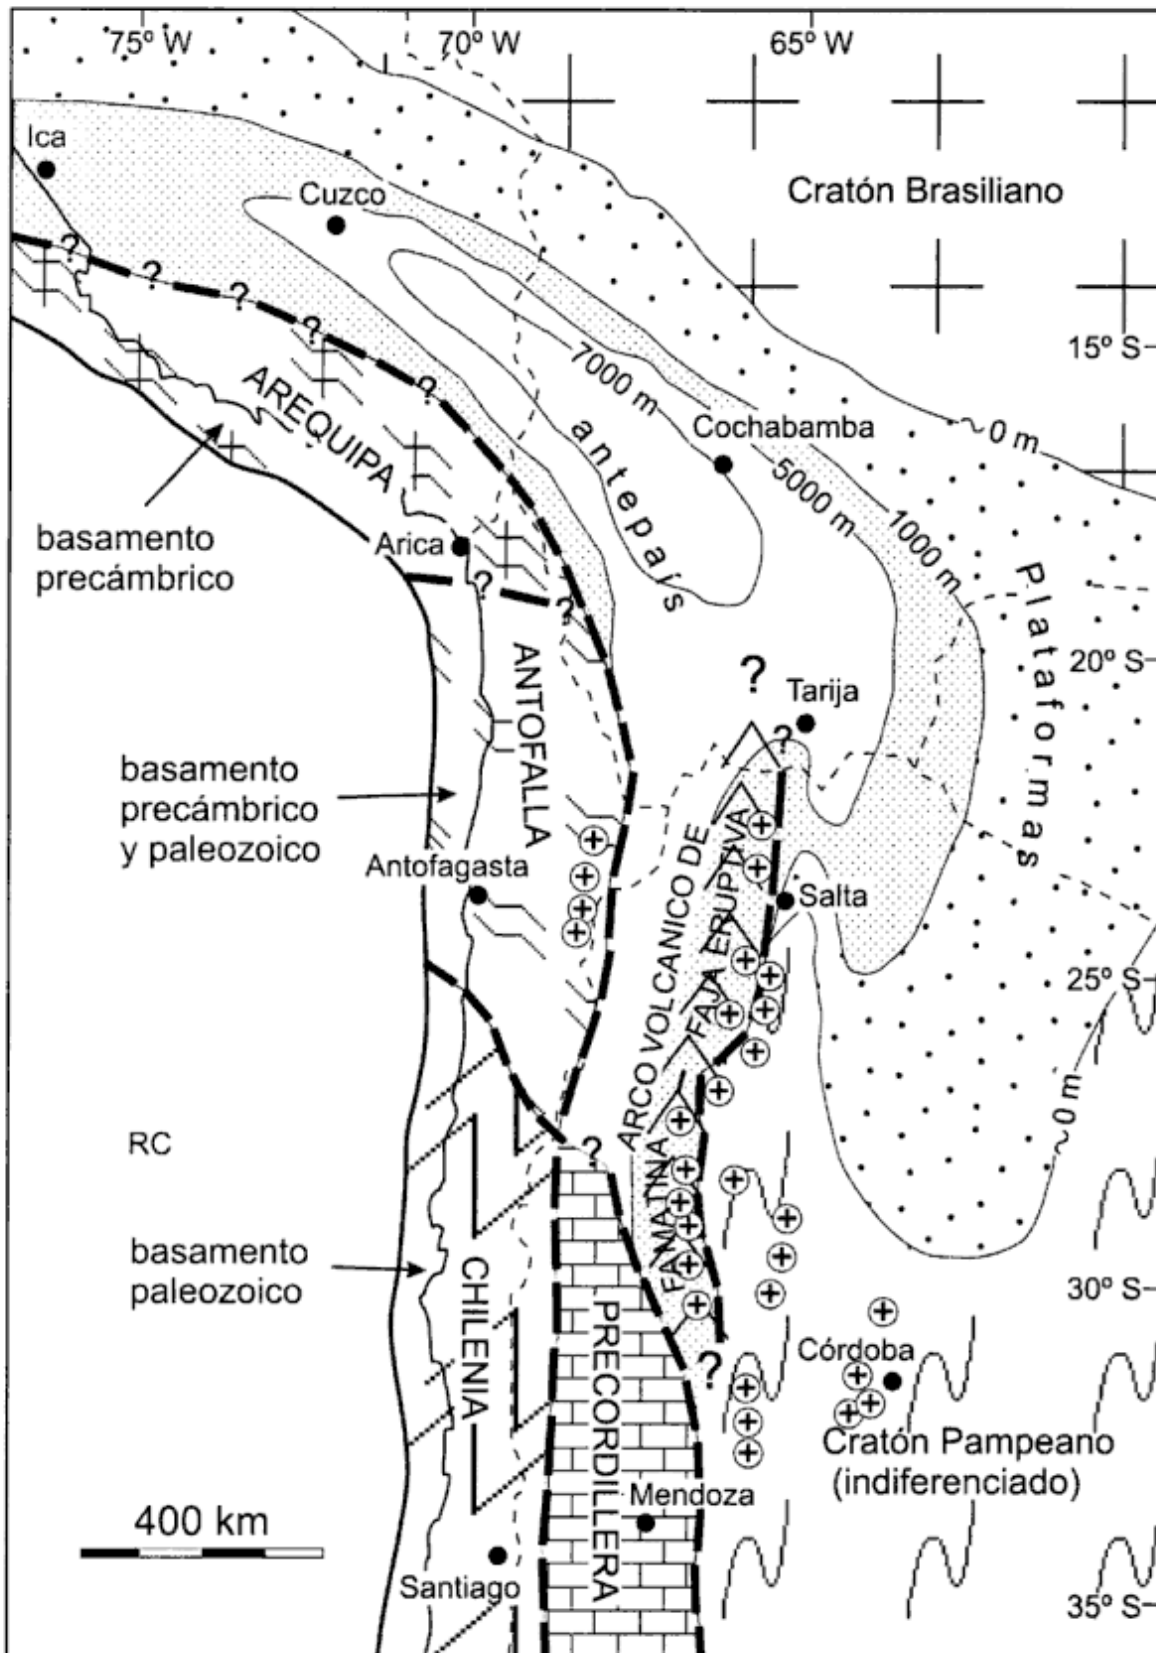 75º W
70º W
65º W
Ica
Cuzco
Cratón Brasiliano
?
?
?
?
?
15º S
7000 m
AREQUIPA
antepaís
Cochabamba
~0 m
5000 m
1000 m
basamento
precámbrico
Arica
?
?
Plataformas
20º S
ANTOFALLA
?
Tarija
?
basamento
precámbrico
y paleozoico
Antofagasta
Salta
ARCO VOLCANICO DE
FAJA ERUPTIVA
25º S
~0 m
RC
?
FAMATINA
basamento
paleozoico
CHILENIA
PRECORDILLERA
30º S
?
Córdoba
Cratón Pampeano
(indiferenciado)
Mendoza
400 km
Santiago
35º S